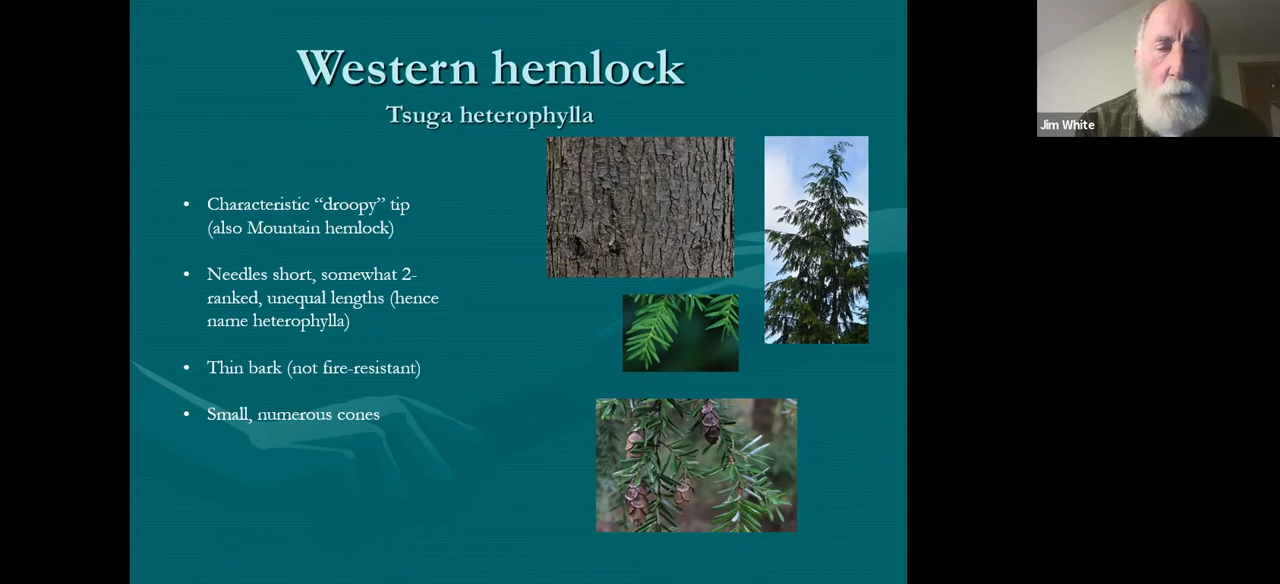 Western hemlock
Tsuga heterophylla
• Characteristic “droopy” tip
(also Mountain hemlock)
• Needles short, somewhat 2-
ranked, unequal lengths (hence
name heterophylla)
• Thin bark (not fire-resistant)
• Small, numerous cones
Jim White